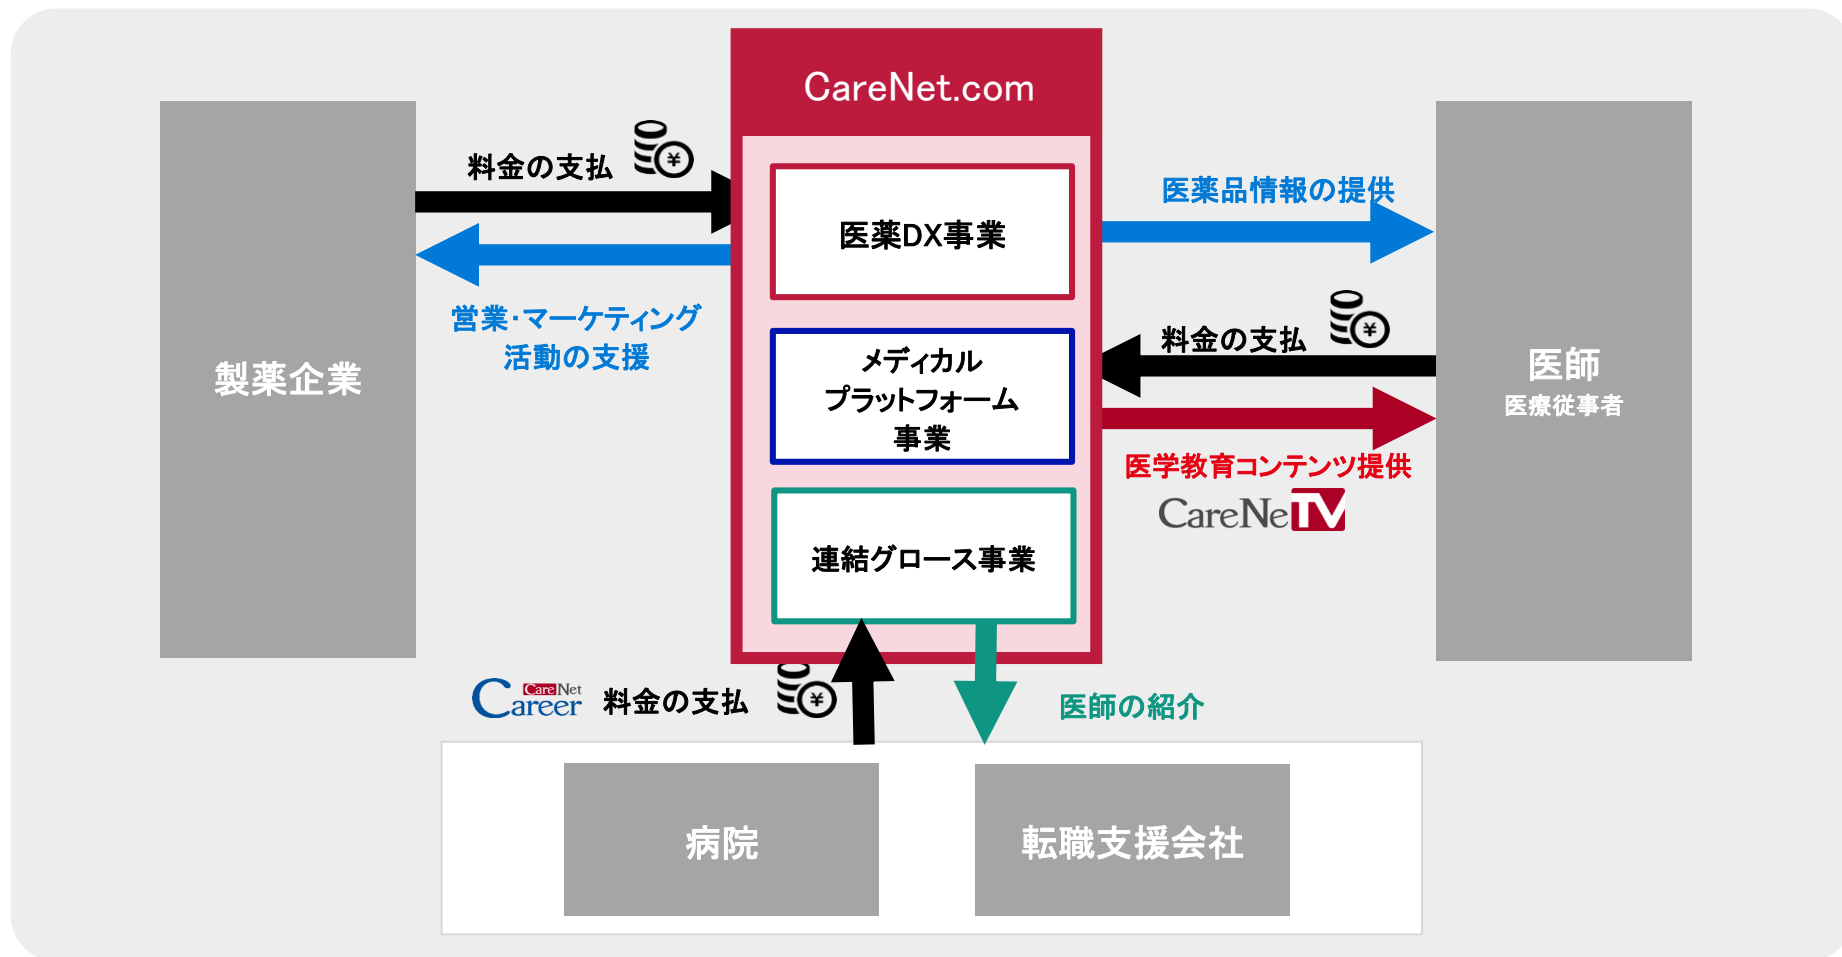 CareNet.com
料金の支払
¥
医薬DX事業
医薬品情報の提供
営業・マーケティング
活動の支援
製薬企業
メディカル
プラットフォーム
事業
料金の支払
¥
医師
医療従事者
医学教育コンテンツ提供
CareNeTV
連結グロース事業
CareNet
Career
料金の支払
¥
医師の紹介
病院
転職支援会社